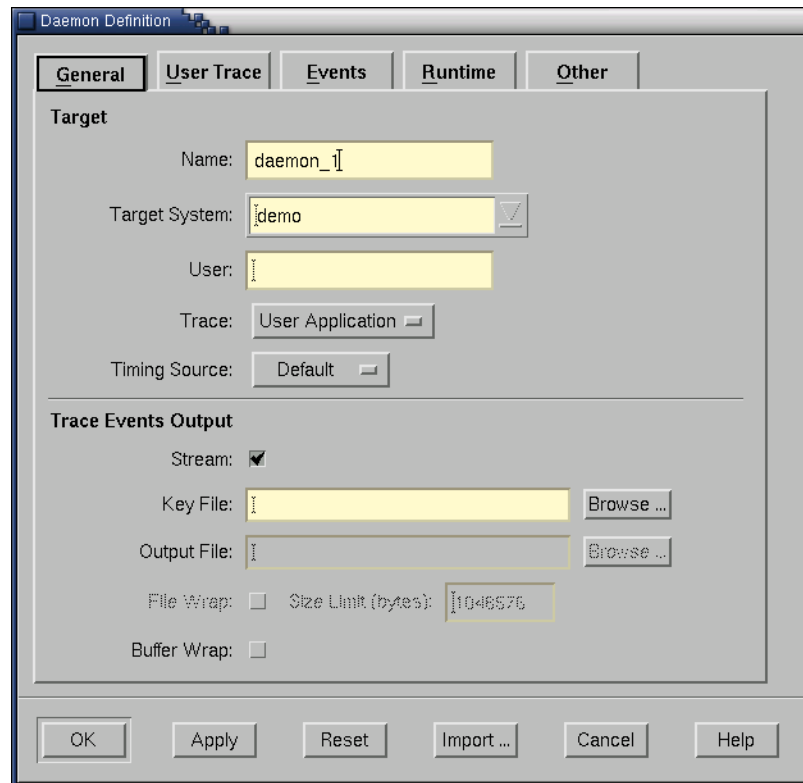 Daemon Definition
General User Trace Events Runtime Other
Target
Name: daemon_1
Target System: demo
User:
Trace: User Application
Timing Source: Default
Trace Events Output
Stream:
Key File: Browse ...
Output File: Browse ...
File Wrap: Size Limit (bytes): 1048576
Buffer Wrap:
OK Apply Reset Import ... Cancel Help